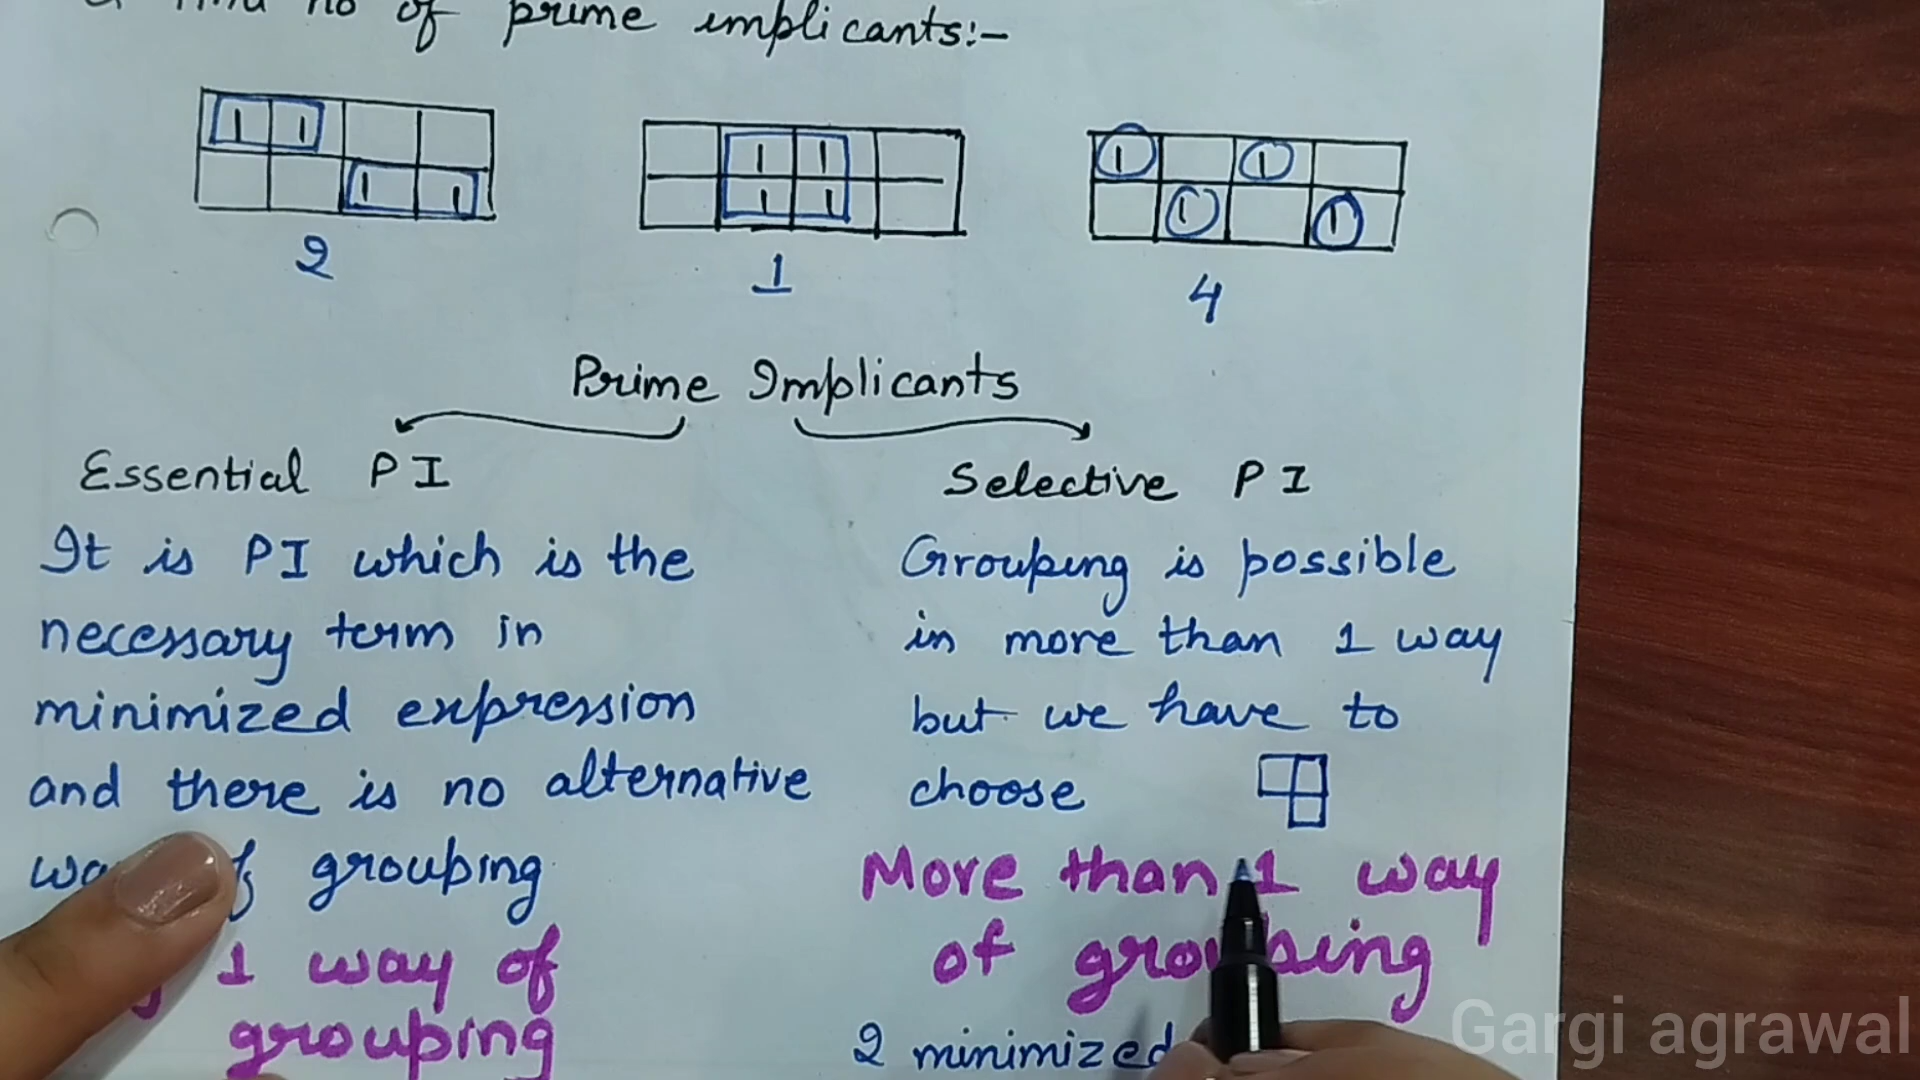 no of prime implicants:-
1 1
1 1
2
1 1
1 1
1
1 1
1 1
4
Prime Implicants
Essential PI
Selective PI
It is PI which is the
necessary term in
minimized expression
and there is no alternative
grouping
1 way of
grouping
Grouping is possible
in more than 1 way
but we have to
choose
More than 1 way
of grouping
2 minimized
Gargi agrawal